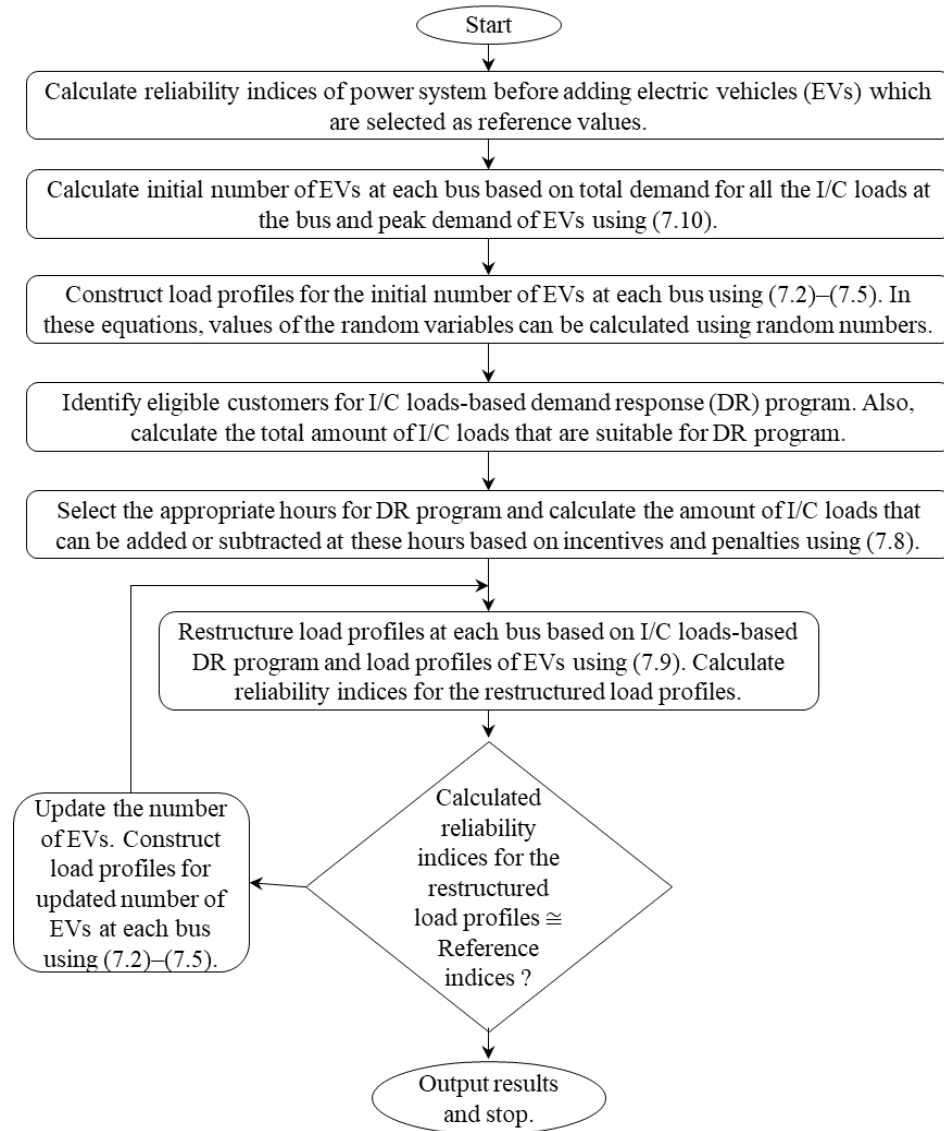 Start
Calculate reliability indices of power system before adding electric vehicles (EVs) which
are selected as reference values.
Calculate initial number of EVs at each bus based on total demand for all the I/C loads at
the bus and peak demand of EVs using (7.10).
Construct load profiles for the initial number of EVs at each bus using (7.2)–(7.5). In
these equations, values of the random variables can be calculated using random numbers.
Identify eligible customers for I/C loads-based demand response (DR) program. Also,
calculate the total amount of I/C loads that are suitable for DR program.
Select the appropriate hours for DR program and calculate the amount of I/C loads that
can be added or subtracted at these hours based on incentives and penalties using (7.8).
Restructure load profiles at each bus based on I/C loads-based
DR program and load profiles of EVs using (7.9). Calculate
reliability indices for the restructured load profiles.
Calculated
reliability
indices for the
restructured
load profiles ≅
Reference
indices ?
Update the number
of EVs. Construct
load profiles for
updated number of
EVs at each bus
using (7.2)–(7.5).
Output results
and stop.